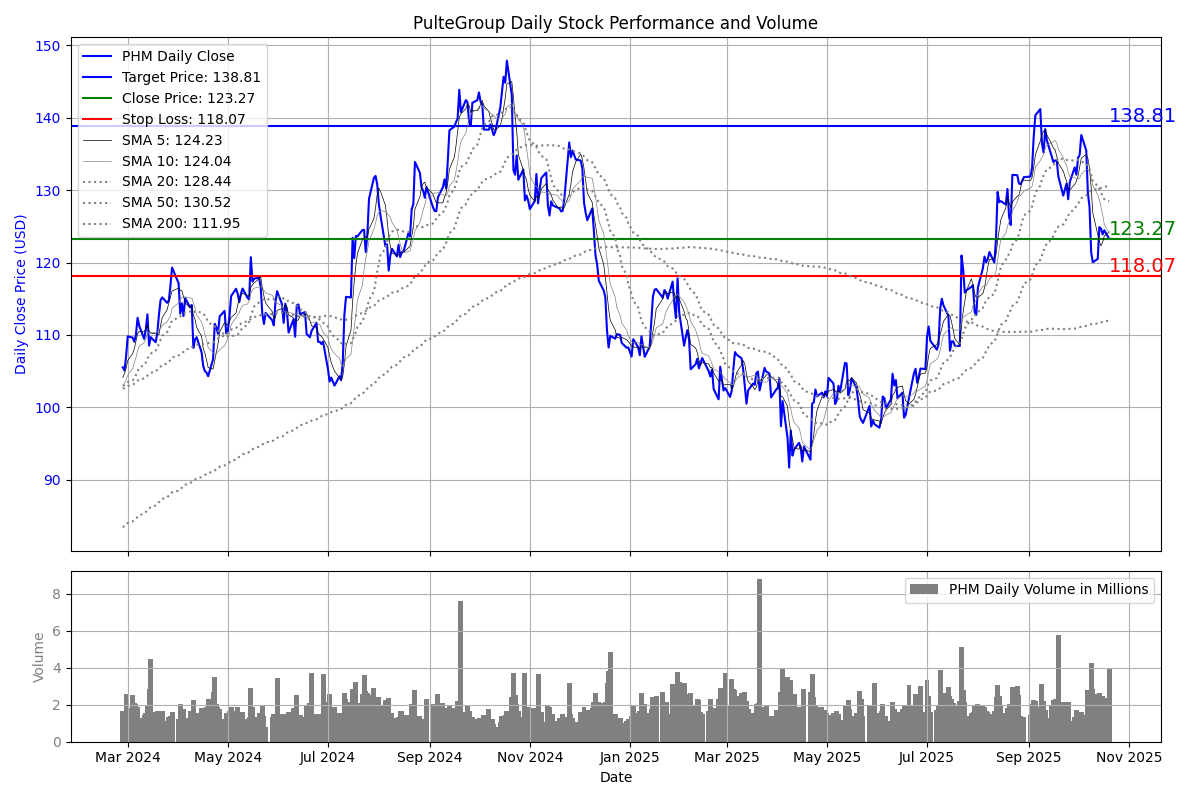 PulteGroup Daily Stock Performance and Volume
PHM Daily Close
Target Price: 138.81
Close Price: 123.27
Stop Loss: 118.07
SMA 5: 124.23
SMA 10: 124.04
SMA 20: 128.44
SMA 50: 130.52
SMA 200: 111.95
150
140
130
120
110
100
90
Daily Close Price (USD)
138.81
123.27
118.07
PHM Daily Volume in Millions
8
6
4
2
0
Volume
Mar 2024
May 2024
Jul 2024
Sep 2024
Nov 2024
Jan 2025
Mar 2025
May 2025
Jul 2025
Sep 2025
Nov 2025
Date